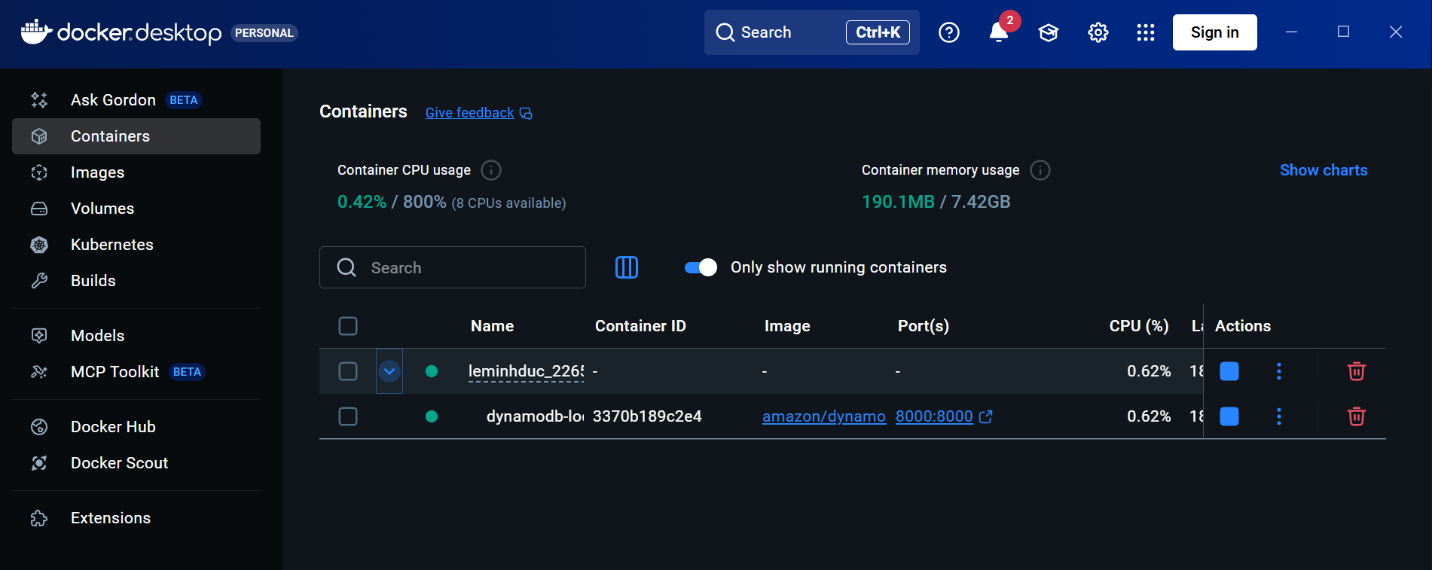 docker.desktop PERSONAL
Search Ctrl+K
2
Sign in
Ask Gordon BETA
Containers
Images
Volumes
Kubernetes
Builds
Models
MCP Toolkit BETA
Docker Hub
Docker Scout
Extensions
Containers Give feedback
Container CPU usage
0.42% / 800% (8 CPUs available)
Container memory usage
190.1MB / 7.42GB
Show charts
Search
Only show running containers
Name Container ID Image Port(s) CPU (%) La Actions
leminhduc_2265 - - - 0.62% 18
dynamodb-loc 3370b189c2e4 amazon/dynamo 8000:8000 0.62% 18